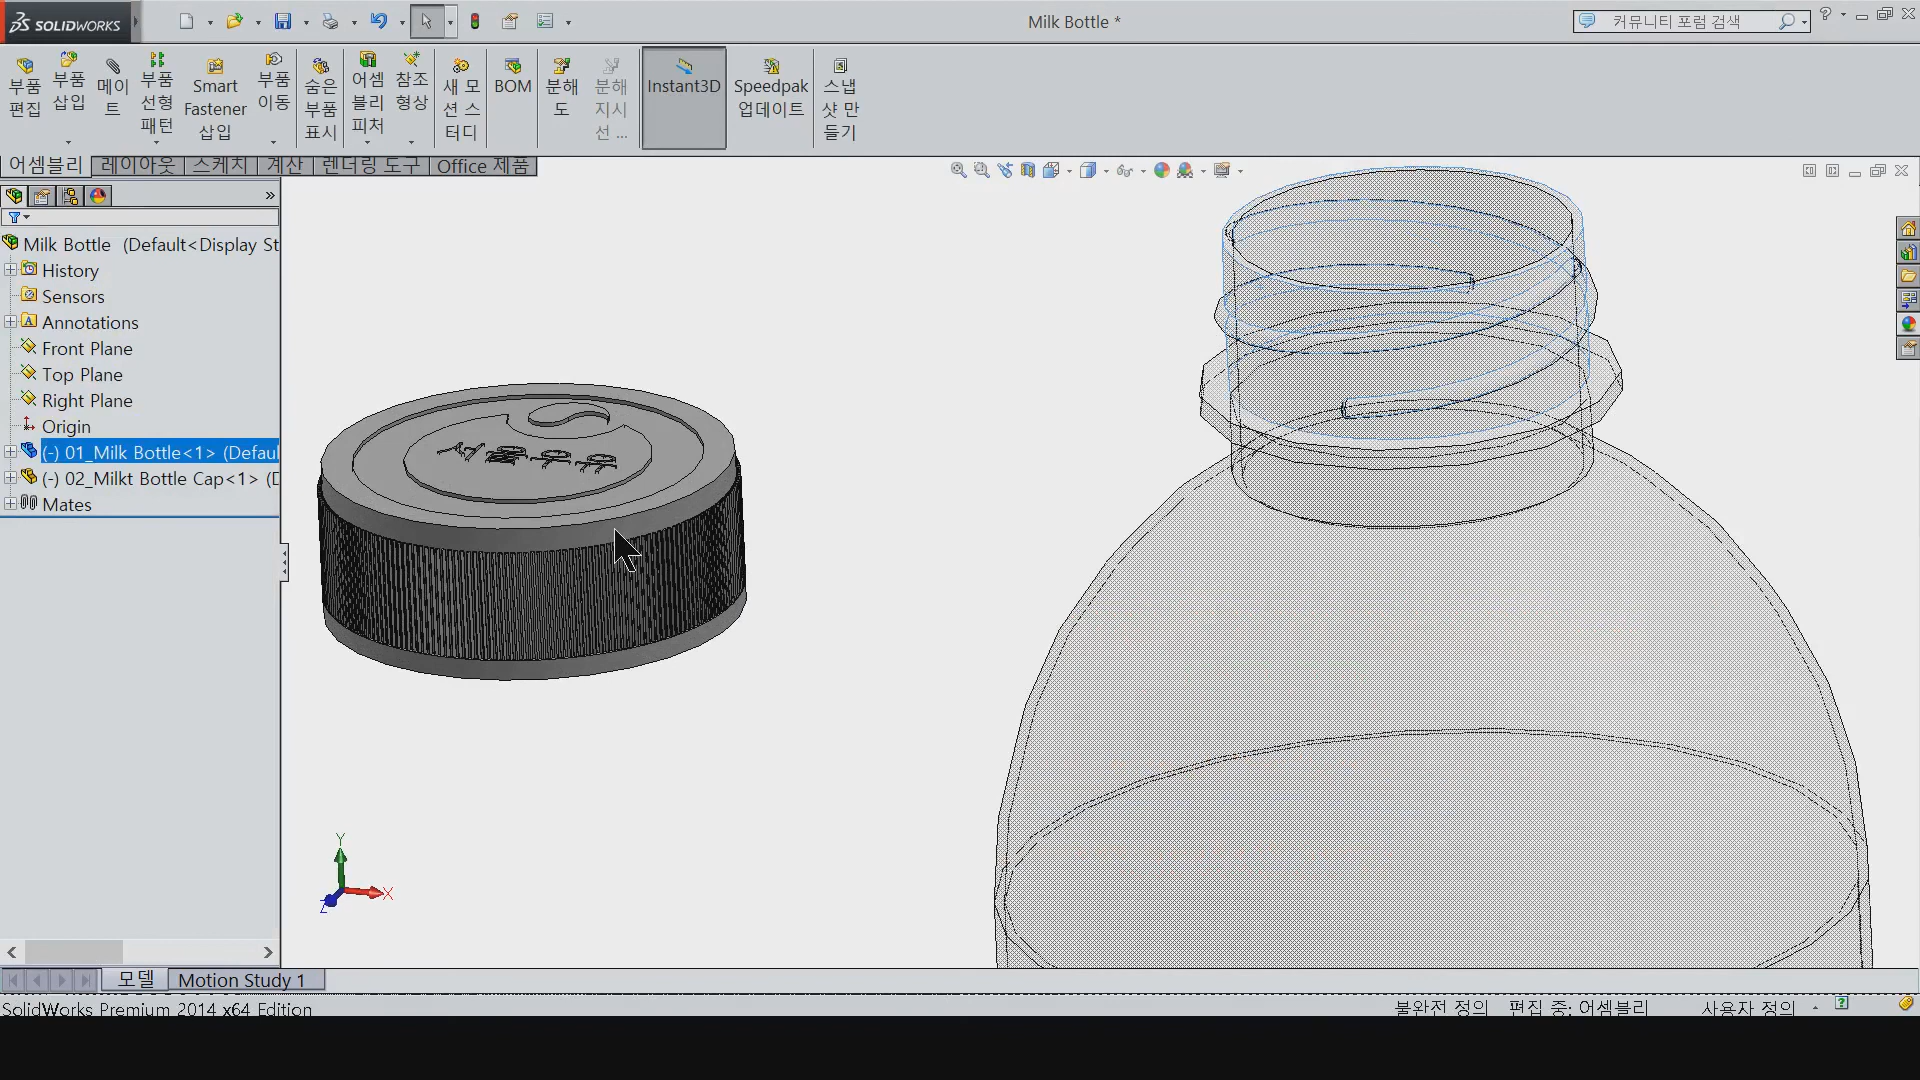 SOLIDWORKS
Milk Bottle *
커뮤니티 포럼 검색
부품 편집
부품 삽입
메이트
부품 선형 패턴
Smart Fastener 삽입
부품 이동
숨은 부품 표시
어셈블리 피처
참조 형상
새 모션 스터디
BOM
분해도
분해 지시선 ...
Instant3D
Speedpak 업데이트
스냅샷 만들기
어셈블리
레이아웃
스케치
계산
렌더링 도구
Office 제품
Milk Bottle (Default<Display St
History
Sensors
Annotations
Front Plane
Top Plane
Right Plane
Origin
(-) 01_Milk Bottle<1> (Defaul
(-) 02_Milkt Bottle Cap<1> (D
Mates
서울우유
Y
X
Z
모델
Motion Study 1
SolidWorks Premium 2014 x64 Edition
불완전 정의
편집 중: 어셈블리
사용자 정의